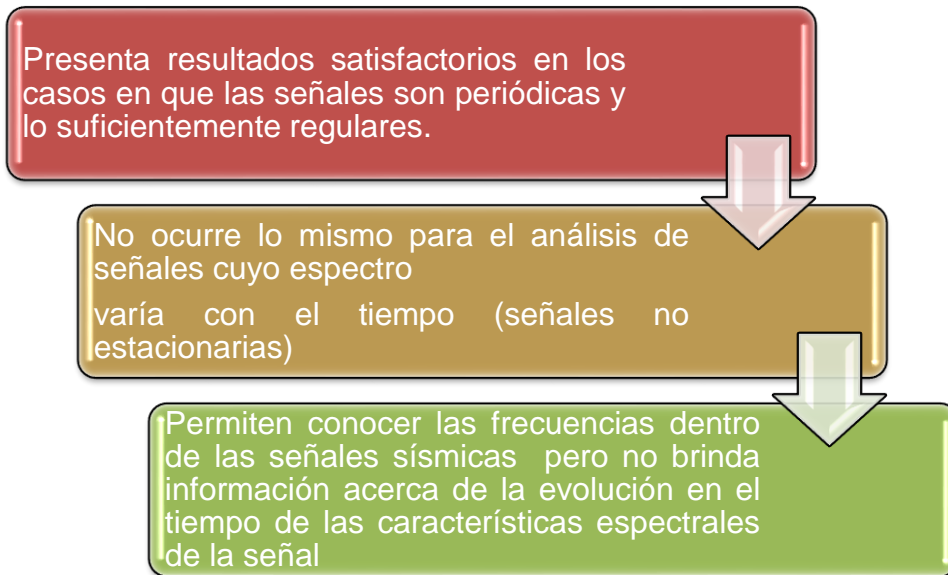 Presenta resultados satisfactorios en los
casos en que las señales son periódicas y
lo suficientemente regulares.
No ocurre lo mismo para el análisis de
señales cuyo espectro
varía con el tiempo (señales no
estacionarias)
Permiten conocer las frecuencias dentro
de las señales sísmicas pero no brinda
información acerca de la evolución en el
tiempo de las características espectrales
de la señal